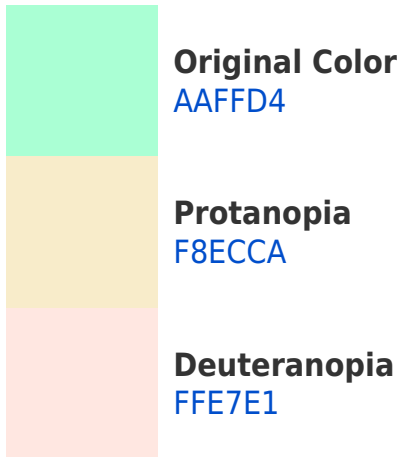 Original Color
AAFFD4
Protanopia
F8ECCA
Deuteranopia
FFE7E1